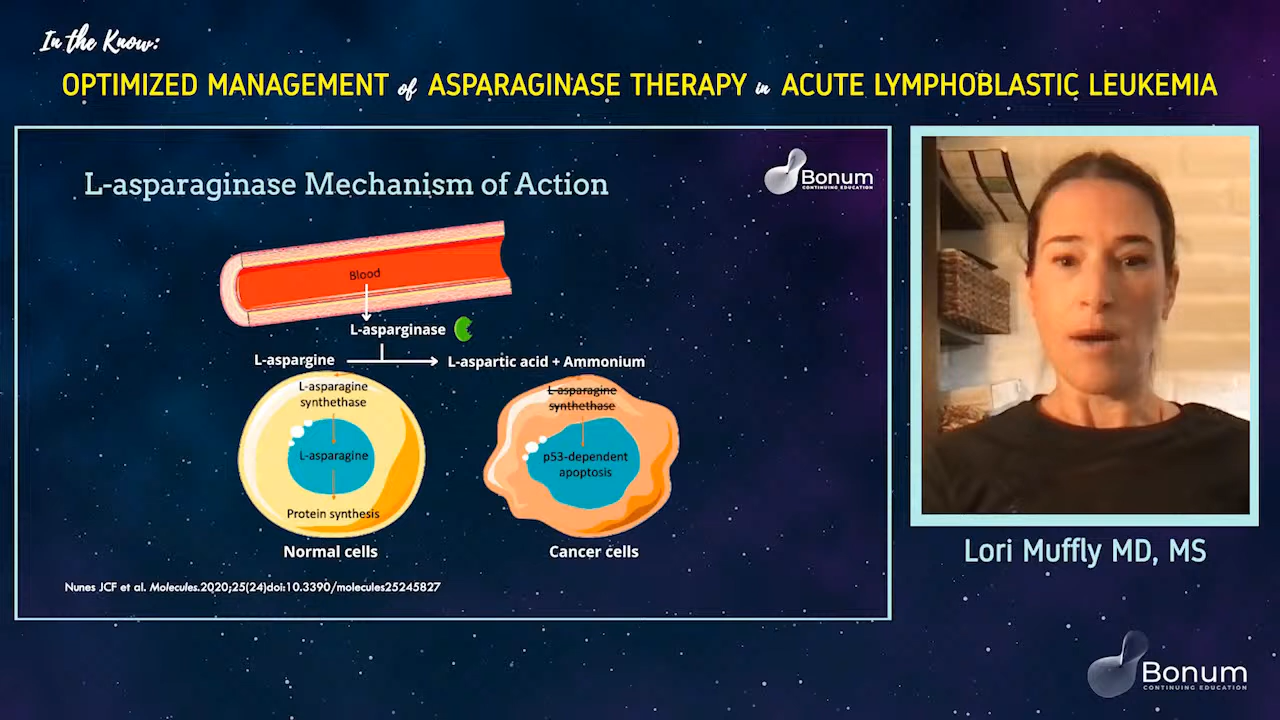 In the Know:
OPTIMIZED MANAGEMENT of ASPARAGINASE THERAPY in ACUTE LYMPHOBLASTIC LEUKEMIA
L-asparaginase Mechanism of Action
Bonum
CONTINUING EDUCATION
Blood
L-asparginase
L-aspargine
L-aspartic acid + Ammonium
L-asparagine
synthethase
L-asparagine
Protein synthesis
Normal cells
L-asparagine
synthethase
p53-dependent
apoptosis
Cancer cells
Nunes JCF et al. Molecules.2020;25(24)doi:10.3390/molecules25245827
Lori Muffly MD, MS
Bonum
CONTINUING EDUCATION